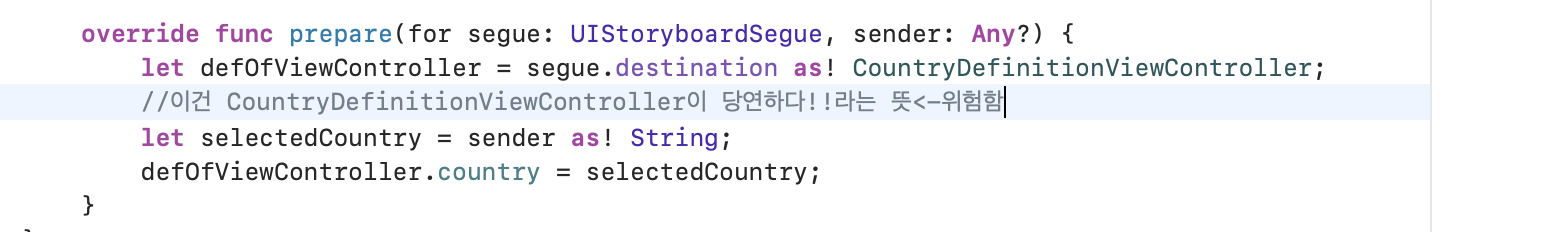 override func prepare(for segue: UIStoryboardSegue, sender: Any?) {
let defOfViewController = segue.destination as! CountryDefinitionViewController;
//이건 CountryDefinitionViewController이 당연하다!!라는 뜻<-위험함
let selectedCountry = sender as! String;
defOfViewController.country = selectedCountry;
}